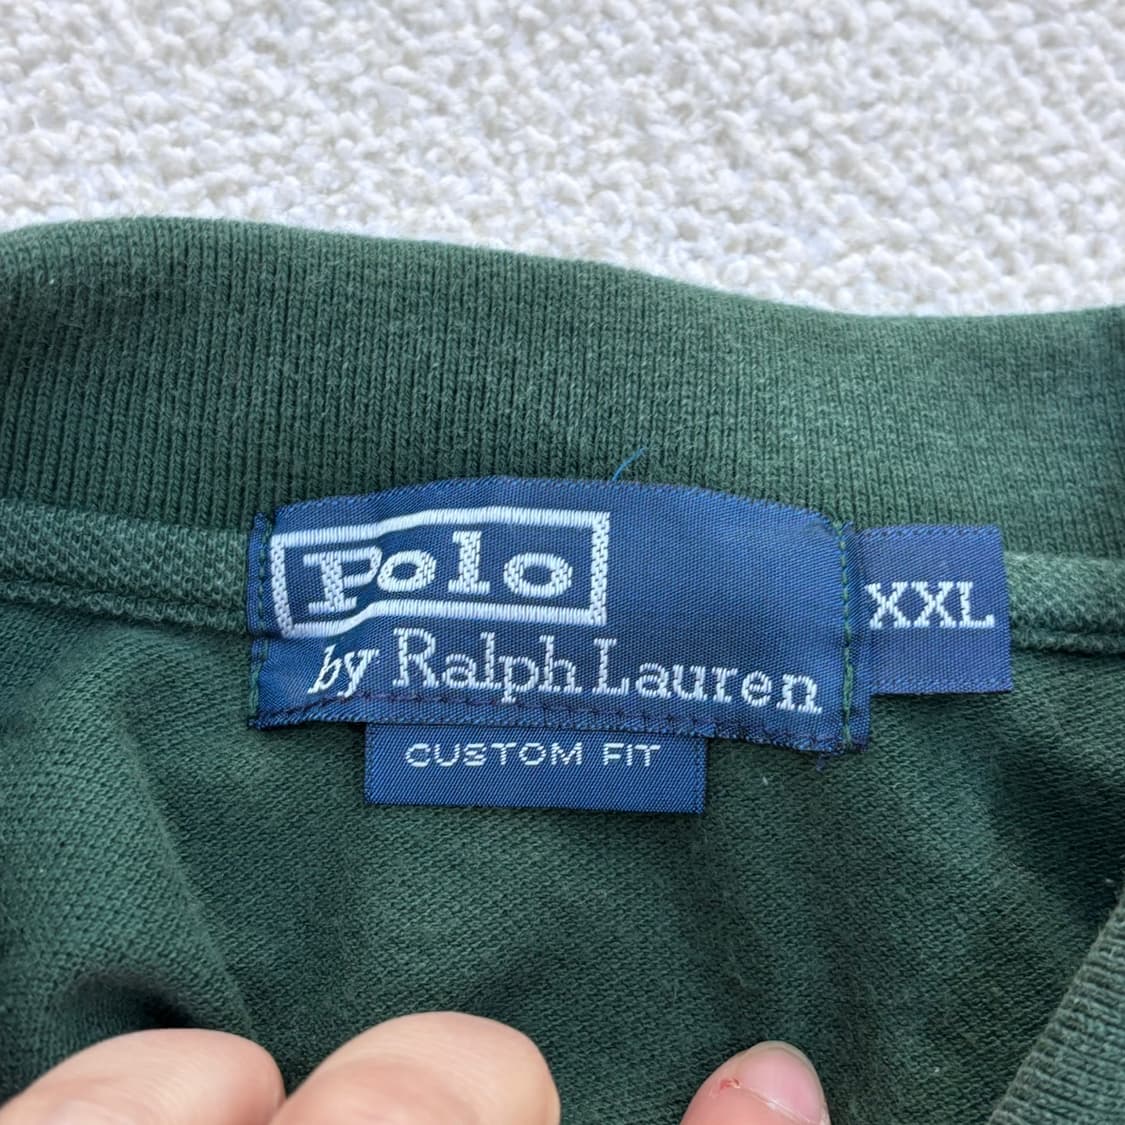 Polo
by Ralph Lauren
XXL
CUSTOM FIT